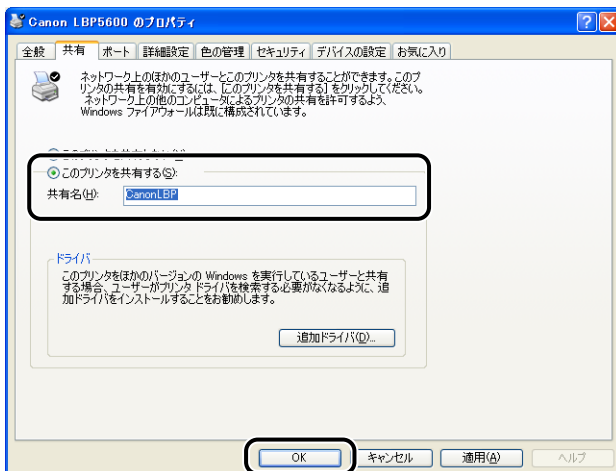 Canon LBP5600 のプロパティ
全般 共有 ポート 詳細設定 色の管理 セキュリティ デバイスの設定 お気に入り
ネットワーク上のほかのユーザーとこのプリンタを共有することができます。このプ
リンタの共有を有効にするには、[このプリンタを共有する] をクリックしてください。
ネットワーク上の他のコンピュータによるプリンタの共有を許可するよう、
Windows ファイアウォールは既に構成されています。
このプリンタを共有する(S):
共有名(H): CanonLBP
ドライバ
このプリンタをほかのバージョンの Windows を実行しているユーザーと共有
する場合、ユーザーがプリンタ ドライバを検索する必要がなくなるように、追
加ドライバをインストールすることをお勧めします。
追加ドライバ(D)...
OK キャンセル 適用(A) ヘルプ